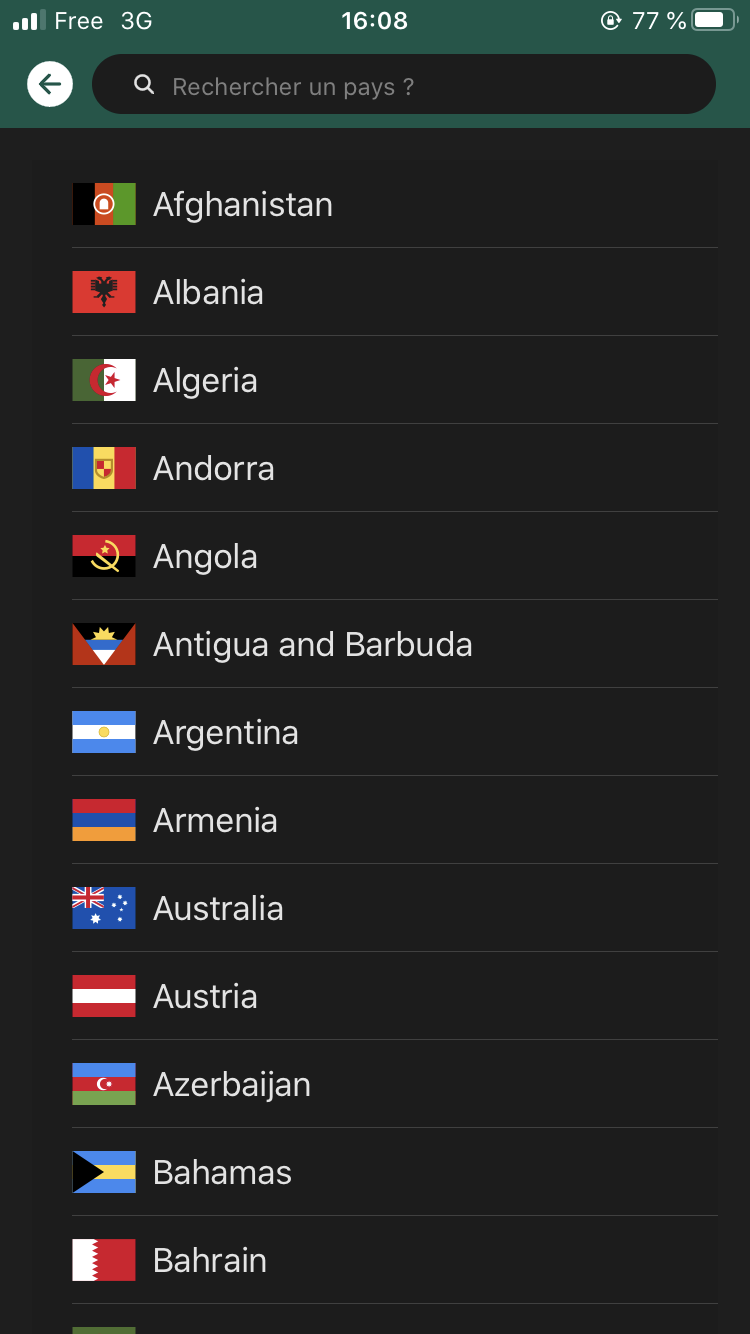 Free 3G 16:08 77 %
Rechercher un pays ?
Afghanistan
Albania
Algeria
Andorra
Angola
Antigua and Barbuda
Argentina
Armenia
Australia
Austria
Azerbaijan
Bahamas
Bahrain